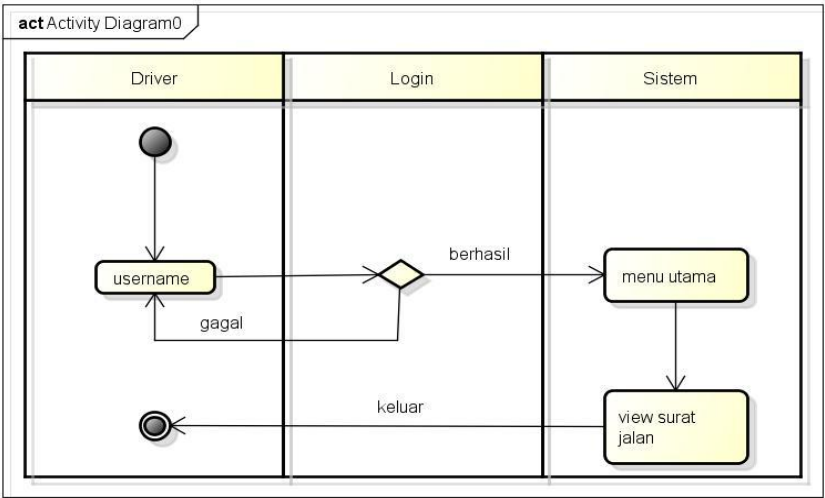 act Activity Diagram0
Driver
Login
Sistem
username
berhasil
menu utama
gagal
keluar
view surat
jalan